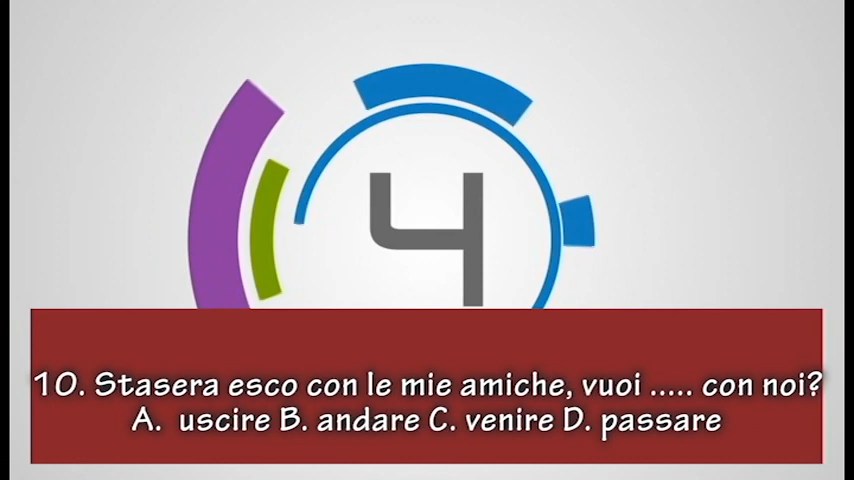 4
10. Stasera esco con le mie amiche, vuoi ..... con noi?
A. uscire B. andare C. venire D. passare